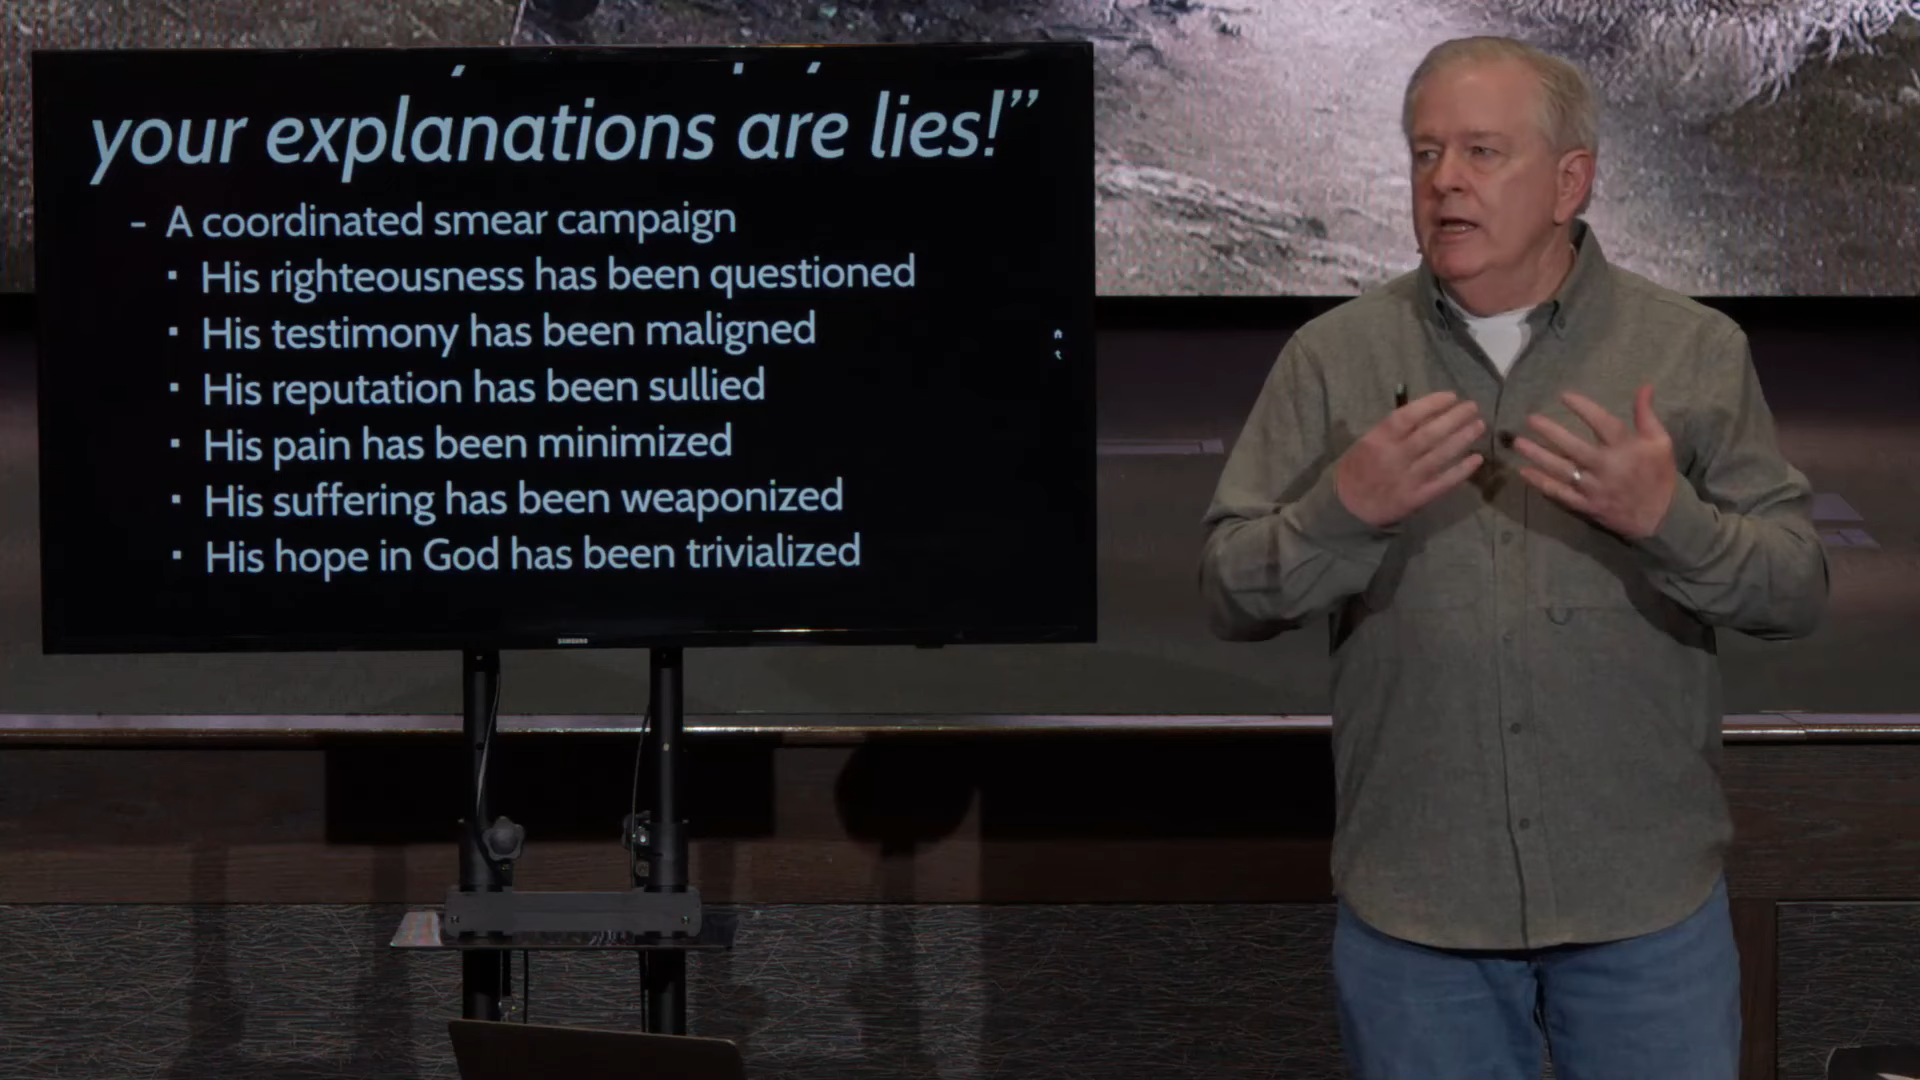 your explanations are lies!”
- A coordinated smear campaign
▪ His righteousness has been questioned
▪ His testimony has been maligned
▪ His reputation has been sullied
▪ His pain has been minimized
▪ His suffering has been weaponized
▪ His hope in God has been trivialized
SAMSUNG